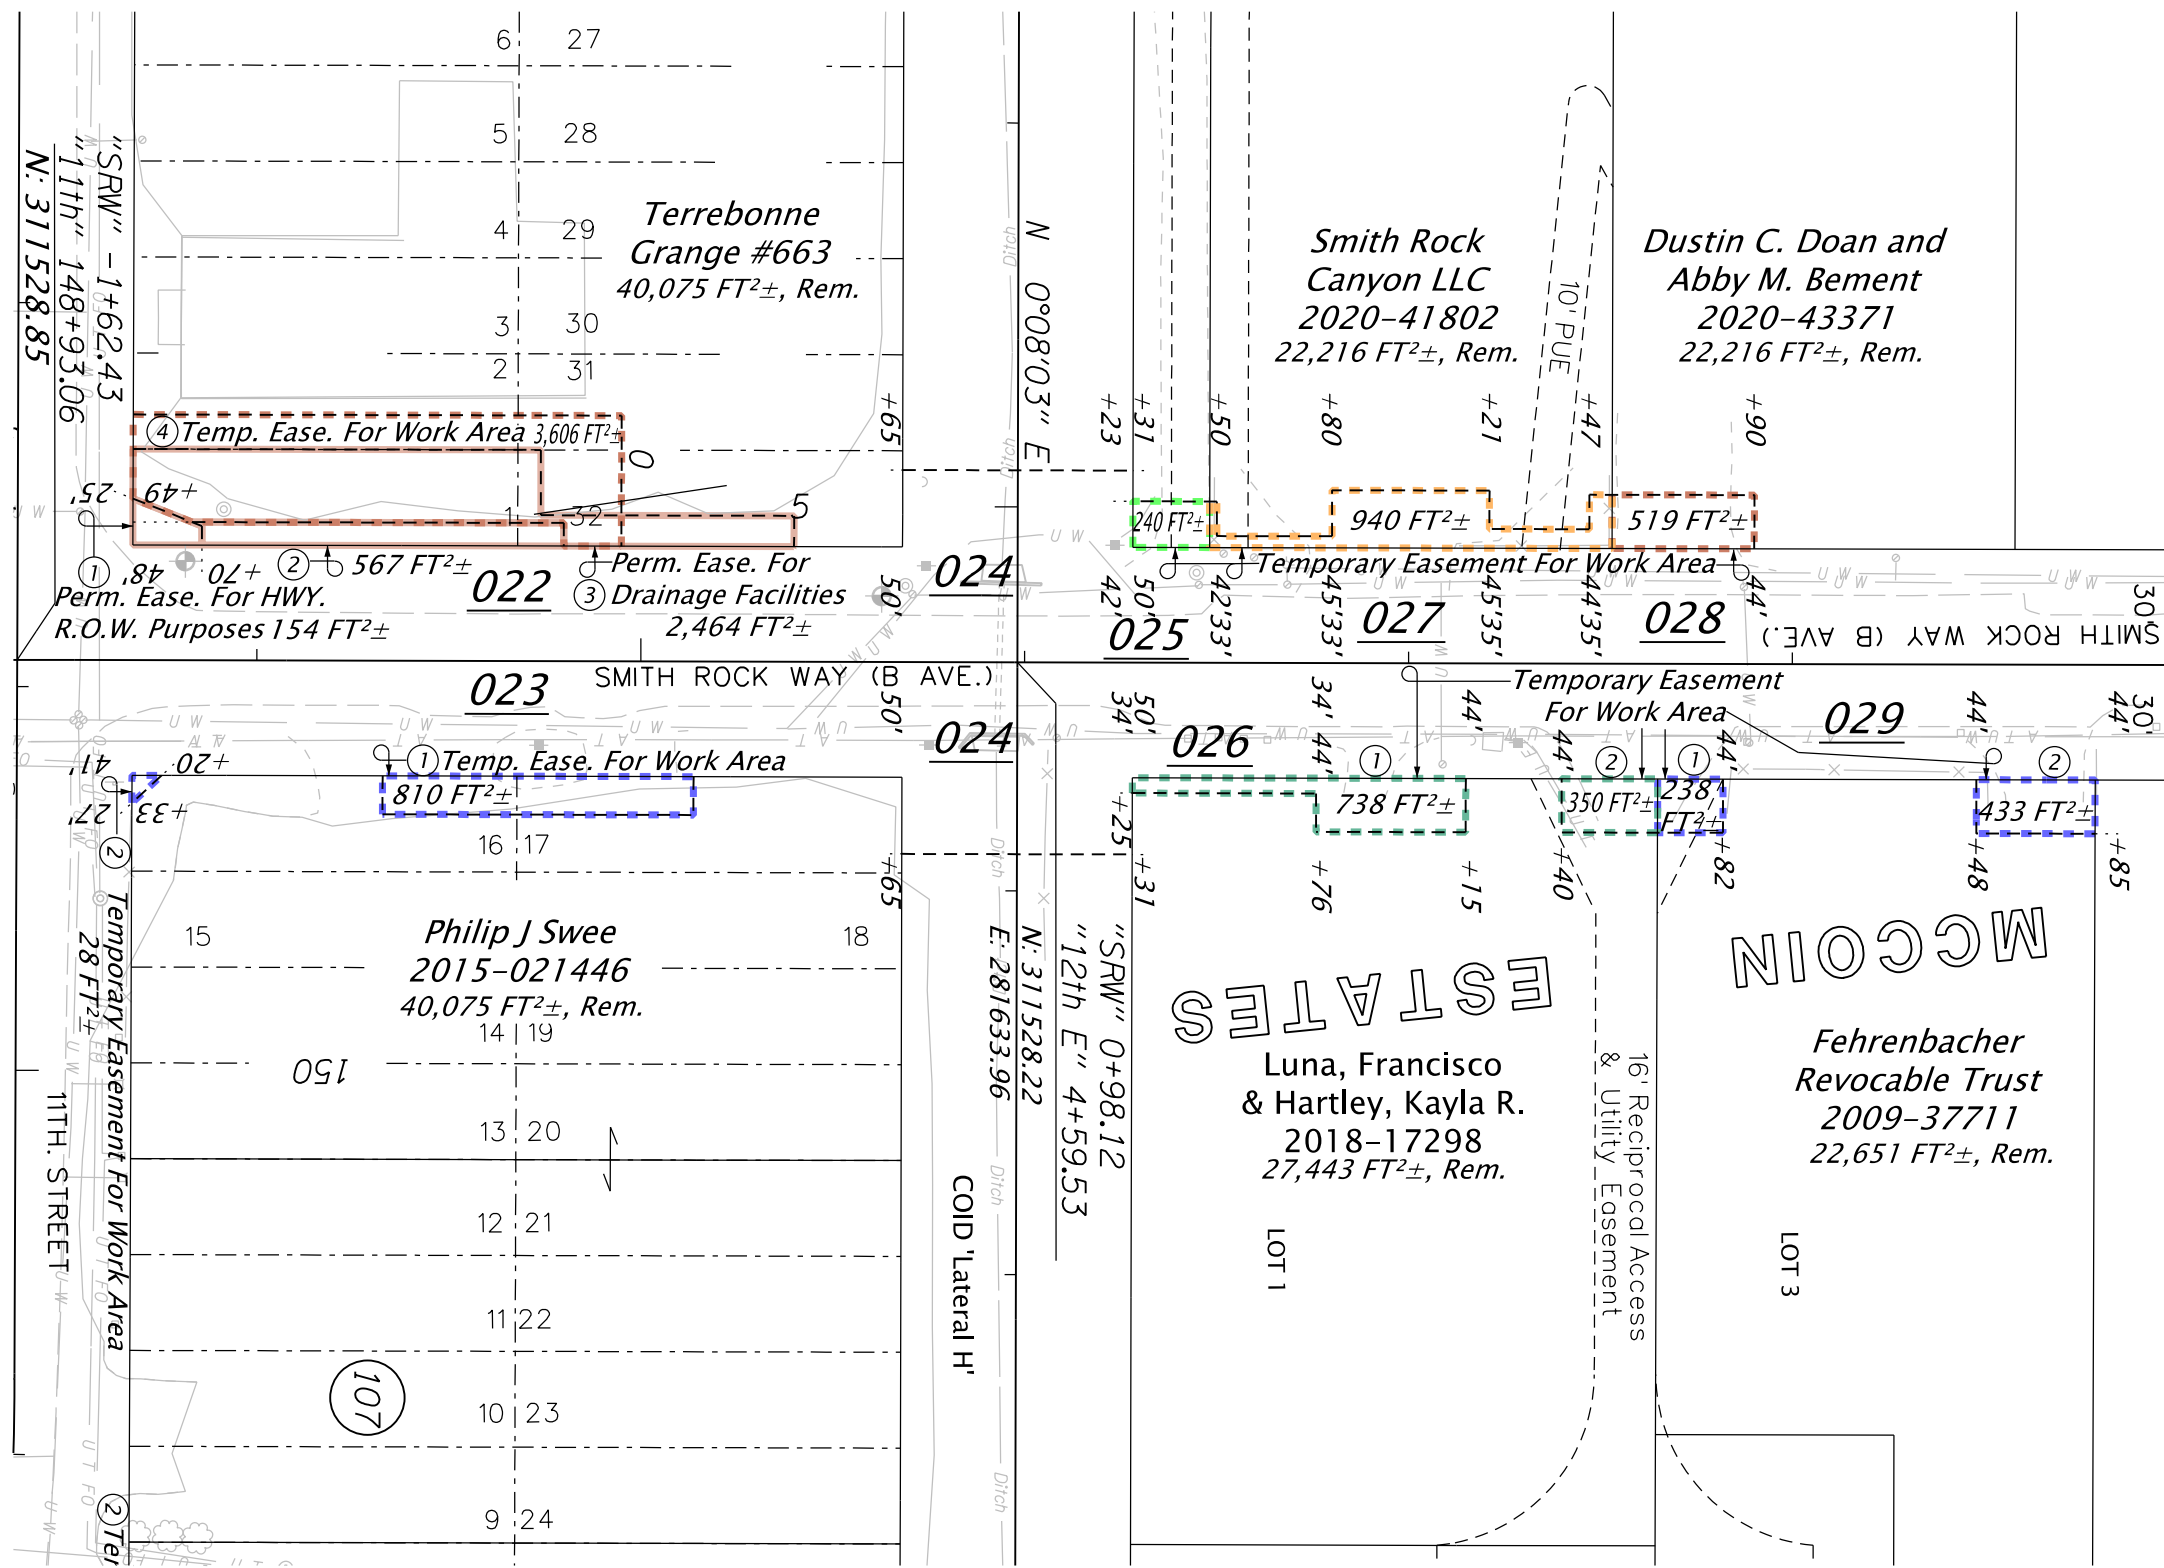 6 27
5 28
4 29
3 30
2 31
1 32
Terrebonne
Grange #663
40,075 FT²±, Rem.
"SRW" -1+62.43
"11th" 148+93.06
N: 311528.85
④ Temp. Ease. For Work Area 3,606 FT²±
0
5
+65
25'
+49
①
48'
+70
② 567 FT²±
022
Perm. Ease. For HWY.
R.O.W. Purposes 154 FT²±
Perm. Ease. For
③ Drainage Facilities
2,464 FT²±
50'
024
Ditch
N 0°08'03" E
Ditch
Smith Rock
Canyon LLC
2020-41802
22,216 FT²±, Rem.
10' PUE
Dustin C. Doan and
Abby M. Bement
2020-43371
22,216 FT²±, Rem.
+23
+31
+50
+80
+21
+47
+90
240 FT²±
940 FT²±
519 FT²±
Temporary Easement For Work Area
42'
50'
42'33'
45'33'
45'35'
44'35'
44'
30'
025
027
028
SMITH ROCK WAY (B AVE.)
SMITH ROCK WAY (B AVE.)
023
50'
024
41'
+20
27'
+33
① Temp. Ease. For Work Area
810 FT²±
16 17
+65
②
Temporary Easement For Work Area
28 FT²±
15
18
Philip J Swee
2015-021446
40,075 FT²±, Rem.
14 19
150
13 20
12 21
11 22
107
10 23
9 24
11TH. STREET
② Ter
COID 'Lateral H'
Ditch
Ditch
Ditch
E: 281633.96
N: 311528.22
"SRW" 0+98.12
"12th E" 4+59.53
34'
50'
026
34'
44'
①
44'
Temporary Easement
For Work Area
029
44'
②
44'
①
44'
②
44'
30'
738 FT²±
350 FT²±
238
FT²±
433 FT²±
+25
+31
+76
+15
+40
+82
+48
+85
MCCOIN
ESTATES
Luna, Francisco
& Hartley, Kayla R.
2018-17298
27,443 FT²±, Rem.
16' Reciprocal Access
& Utility Easement
Fehrenbacher
Revocable Trust
2009-37711
22,651 FT²±, Rem.
LOT 1
LOT 3